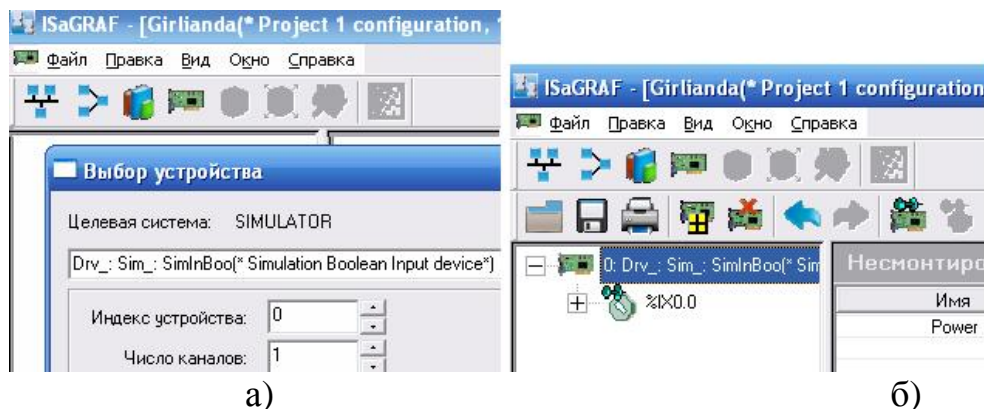 ISaGRAF - [Girlianda(* Project 1 configuration,
Файл Правка Вид Окно Справка
Выбор устройства
Целевая система: SIMULATOR
Drv_: Sim_: SimInBoo(* Simulation Boolean Input device*)
Индекс устройства: 0
Число каналов: 1
а)
ISaGRAF - [Girlianda(* Project 1 configuration
Файл Правка Вид Окно Справка
0: Drv_: Sim_: SimInBoo(* Sim
%IX0.0
Несмонтиро
Имя
Power
б)